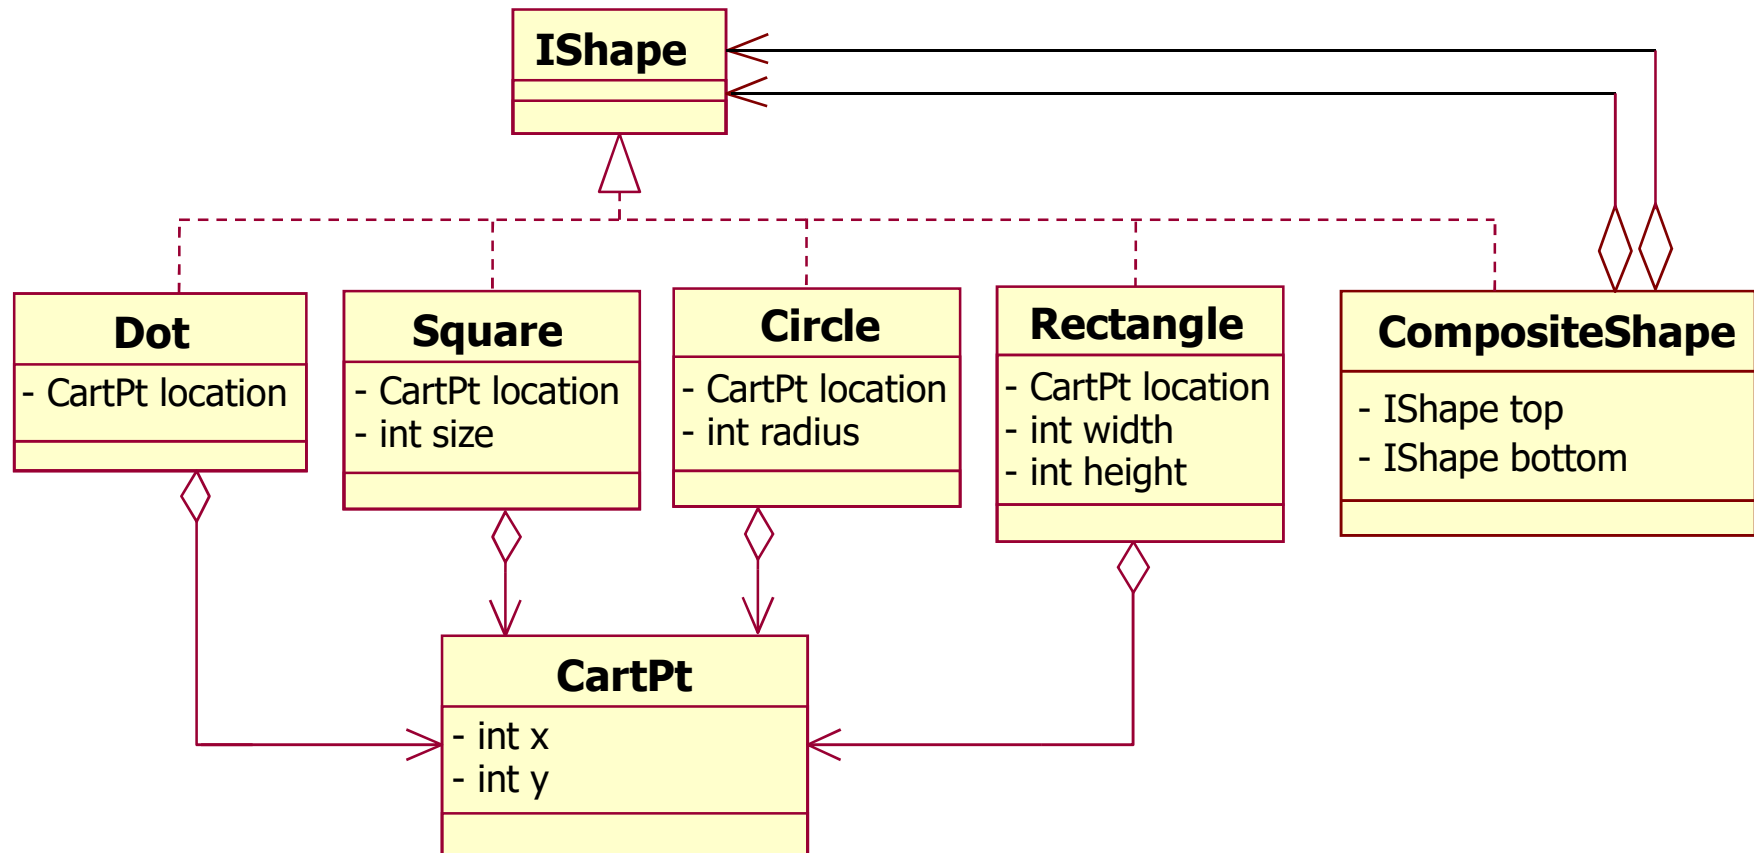 IShape
Dot
- CartPt location
Square
- CartPt location
- int size
Circle
- CartPt location
- int radius
Rectangle
- CartPt location
- int width
- int height
CompositeShape
- IShape top
- IShape bottom
CartPt
- int x
- int y